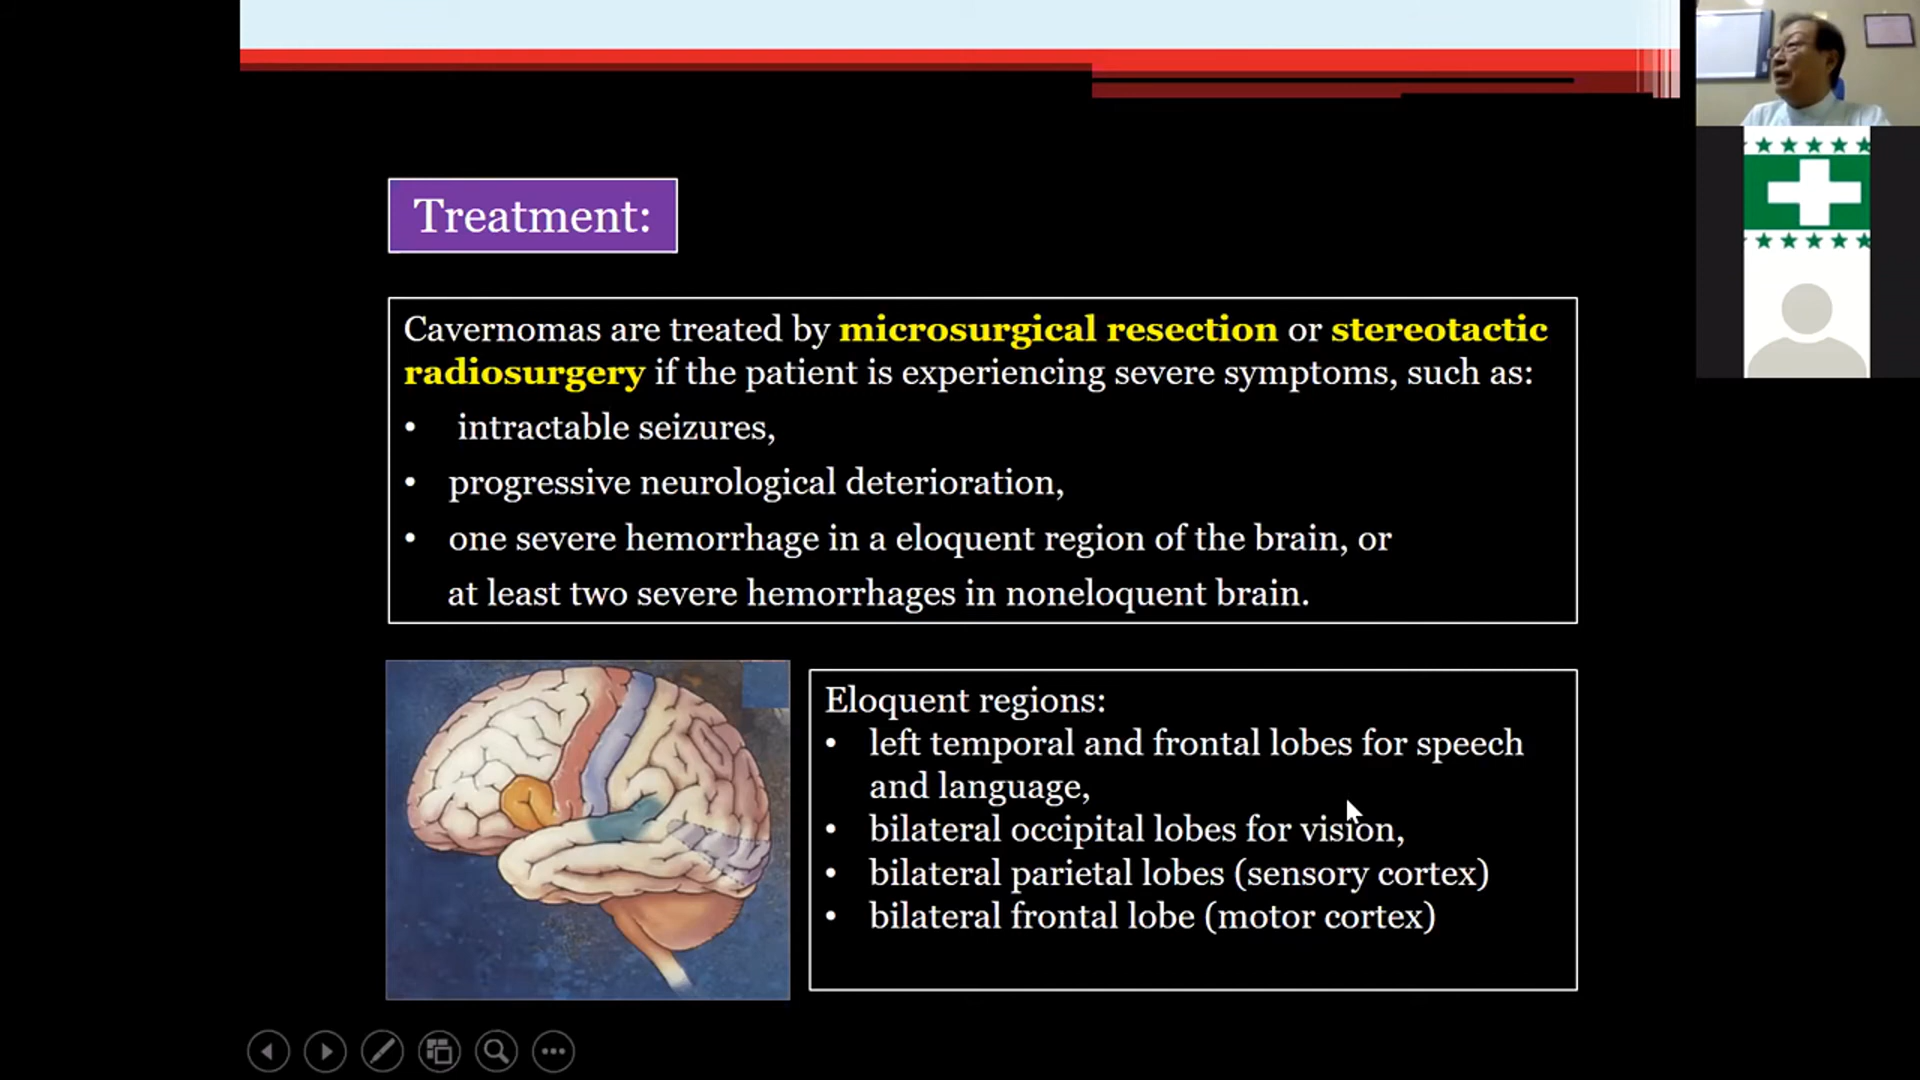 Treatment:
Cavernomas are treated by microsurgical resection or stereotactic
radiosurgery if the patient is experiencing severe symptoms, such as:
• intractable seizures,
• progressive neurological deterioration,
• one severe hemorrhage in a eloquent region of the brain, or
at least two severe hemorrhages in noneloquent brain.
Eloquent regions:
• left temporal and frontal lobes for speech
and language,
• bilateral occipital lobes for vision,
• bilateral parietal lobes (sensory cortex)
• bilateral frontal lobe (motor cortex)